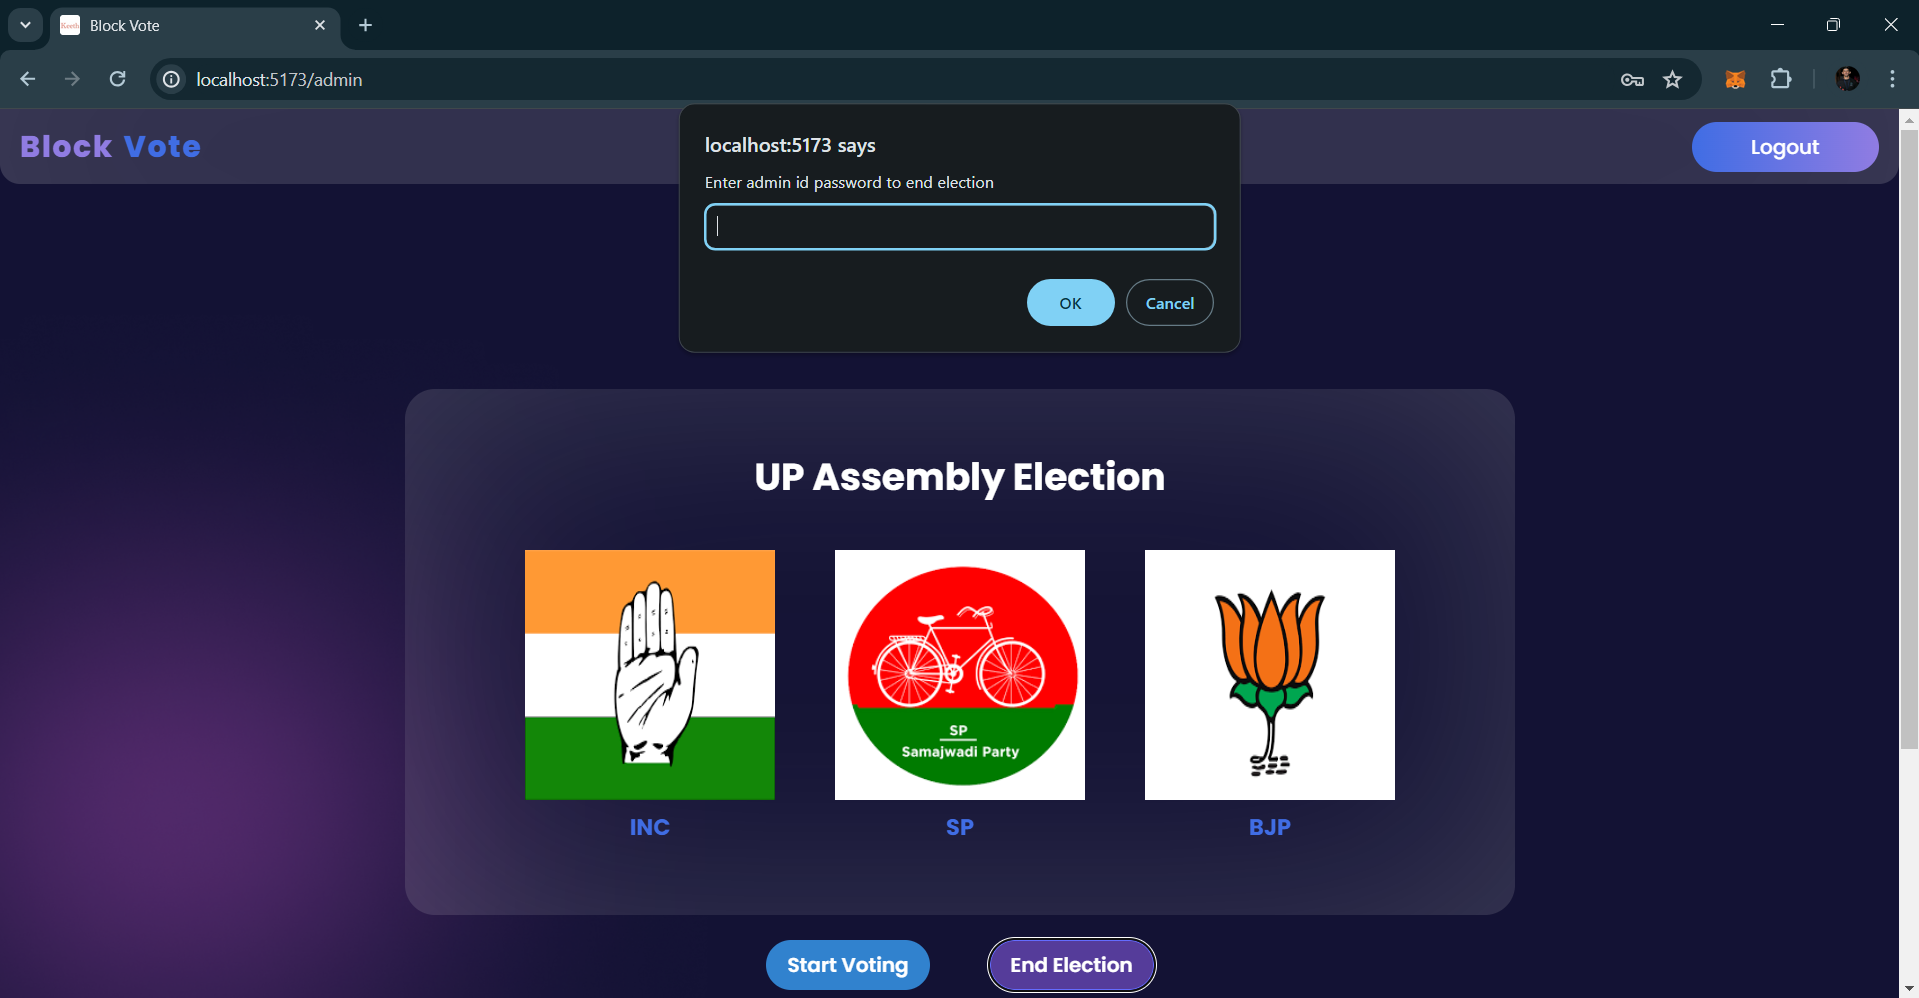 Block Vote
localhost:5173/admin
Block Vote
Logout
localhost:5173 says
Enter admin id password to end election
OK
Cancel
UP Assembly Election
SP
Samajwadi Party
INC
SP
BJP
Start Voting
End Election